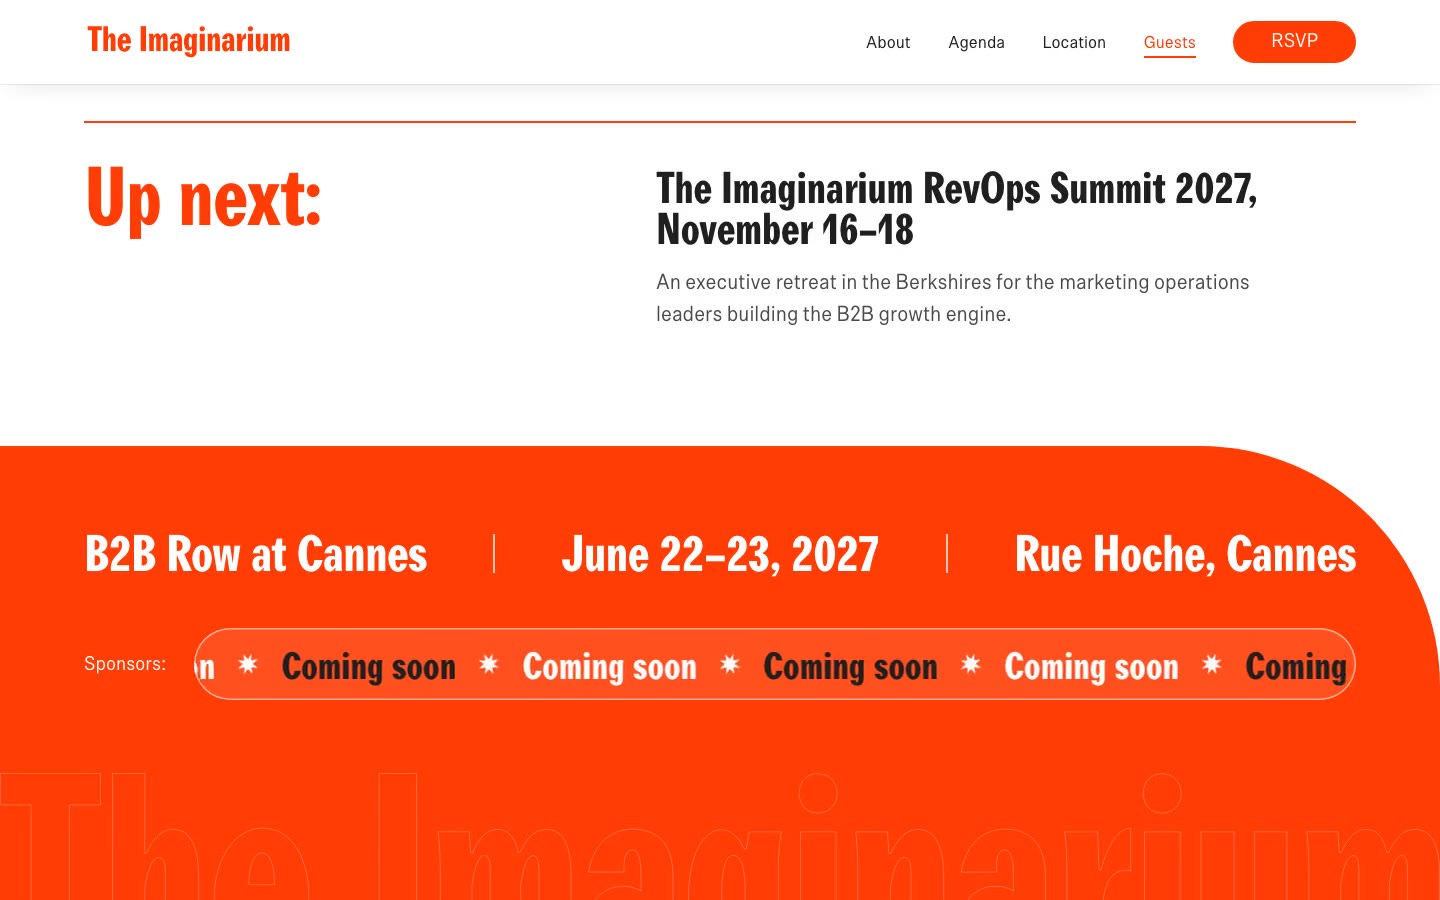 The Imaginarium
About Agenda Location Guests RSVP
Up next:
The Imaginarium RevOps Summit 2027,
November 16–18
An executive retreat in the Berkshires for the marketing operations
leaders building the B2B growth engine.
B2B Row at Cannes
June 22–23, 2027
Rue Hoche, Cannes
Sponsors:
n ✷ Coming soon ✷ Coming soon ✷ Coming soon ✷ Coming soon ✷ Coming
The Imaginarium